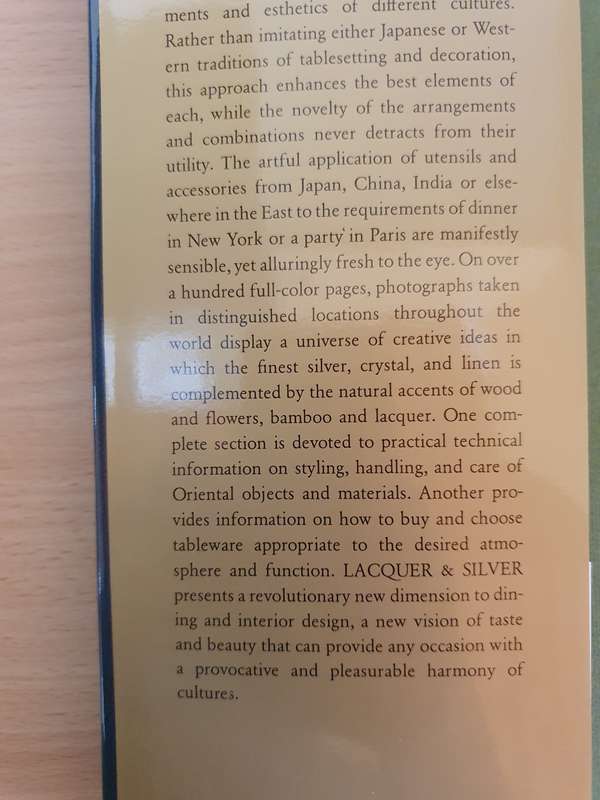 ments and esthetics of different cultures.
Rather than imitating either Japanese or West-
ern traditions of tablesetting and decoration,
this approach enhances the best elements of
each, while the novelty of the arrangements
and combinations never detracts from their
utility. The artful application of utensils and
accessories from Japan, China, India or else-
where in the East to the requirements of dinner
in New York or a party in Paris are manifestly
sensible, yet alluringly fresh to the eye. On over
a hundred full-color pages, photographs taken
in distinguished locations throughout the
world display a universe of creative ideas in
which the finest silver, crystal, and linen is
complemented by the natural accents of wood
and flowers, bamboo and lacquer. One com-
plete section is devoted to practical technical
information on styling, handling, and care of
Oriental objects and materials. Another pro-
vides information on how to buy and choose
tableware appropriate to the desired atmo-
sphere and function. LACQUER & SILVER
presents a revolutionary new dimension to din-
ing and interior design, a new vision of taste
and beauty that can provide any occasion with
a provocative and pleasurable harmony of
cultures.